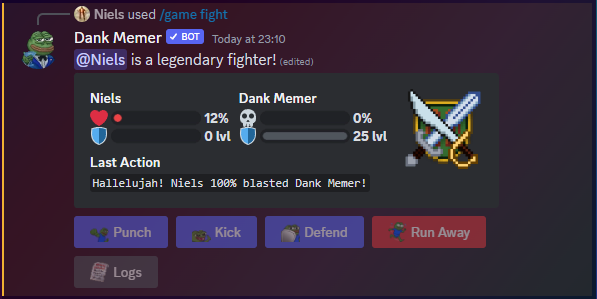 Niels used /game fight
Dank Memer ✓ BOT Today at 23:10
@Niels is a legendary fighter! (edited)
Niels Dank Memer
12% 0%
0 lvl 25 lvl
Last Action
Hallelujah! Niels 100% blasted Dank Memer!
Punch Kick Defend Run Away
Logs